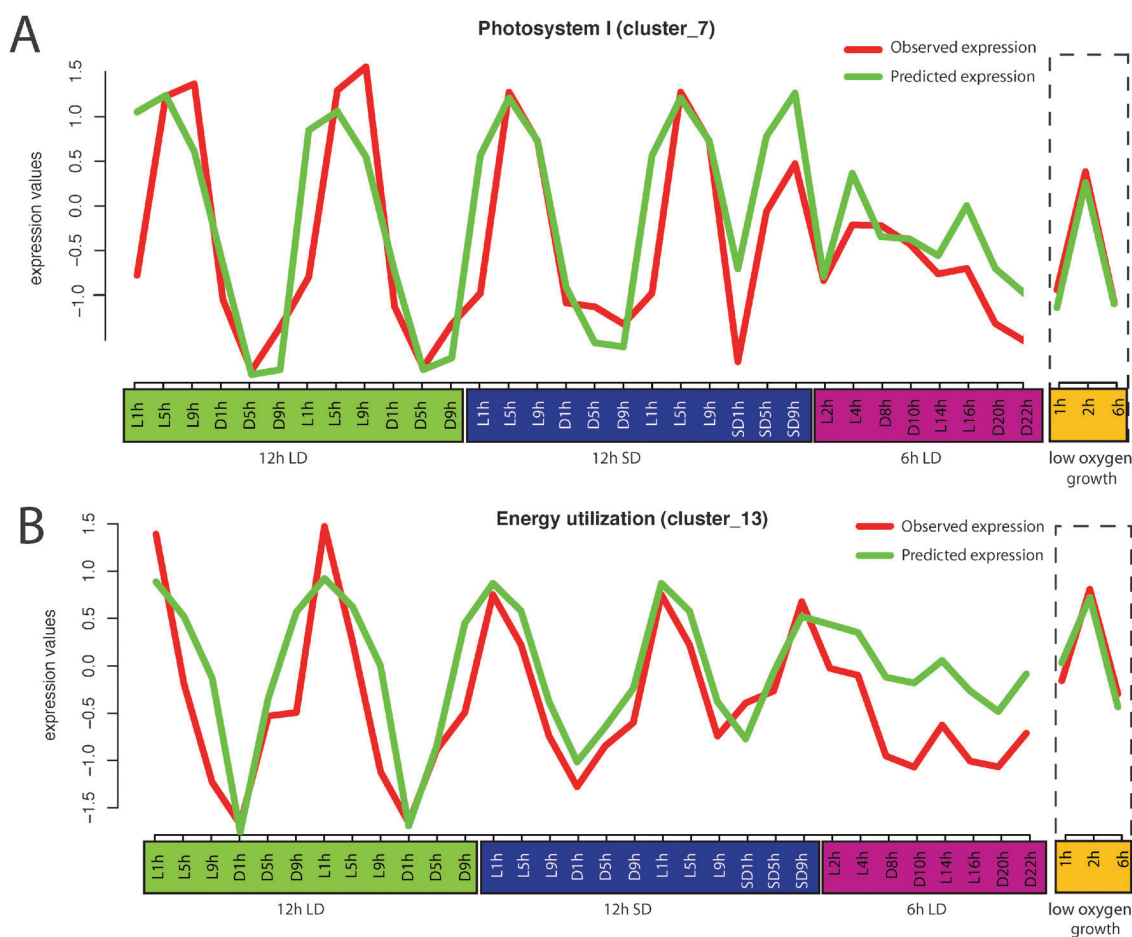 A
Photosystem I (cluster_7)
Observed expression
Predicted expression
expression values
1.5
1.0
0.5
0.0
−0.5
−1.0
L1h L5h L9h D1h D5h D9h L1h L5h L9h D1h D5h D9h L1h L5h L9h D1h D5h D9h L1h L5h L9h SD1h SD5h SD9h L2h L4h D8h D10h L14h L16h D20h D22h 1h 2h 6h
12h LD 12h SD 6h LD low oxygen
growth
B
Energy utilization (cluster_13)
Observed expression
Predicted expression
expression values
1.5
1.0
0.5
0.0
−0.5
−1.0
−1.5
L1h L5h L9h D1h D5h D9h L1h L5h L9h D1h D5h D9h L1h L5h L9h D1h D5h D9h L1h L5h L9h SD1h SD5h SD9h L2h L4h D8h D10h L14h L16h D20h D22h 1h 2h 6h
12h LD 12h SD 6h LD low oxygen
growth